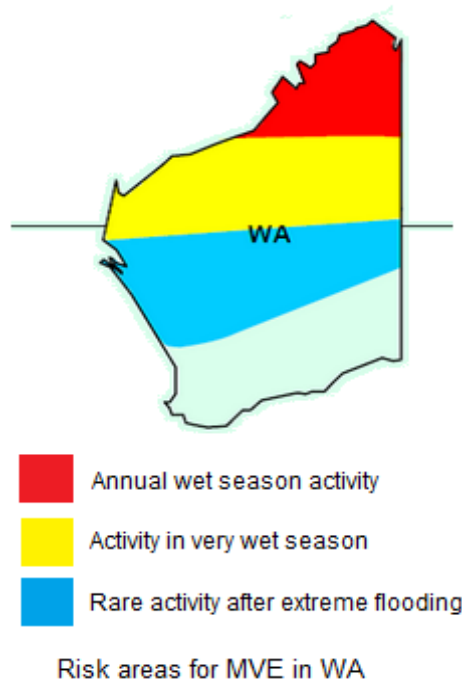 WA
Annual wet season activity
Activity in very wet season
Rare activity after extreme flooding
Risk areas for MVE in WA